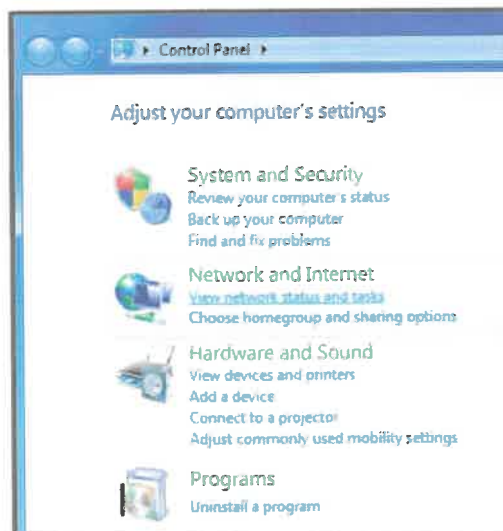 Control Panel
Adjust your computer's settings
System and Security
Review your computer's status
Back up your computer
Find and fix problems
Network and Internet
View network status and tasks
Choose homegroup and sharing options
Hardware and Sound
View devices and printers
Add a device
Connect to a projector
Adjust commonly used mobility settings
Programs
Uninstall a program